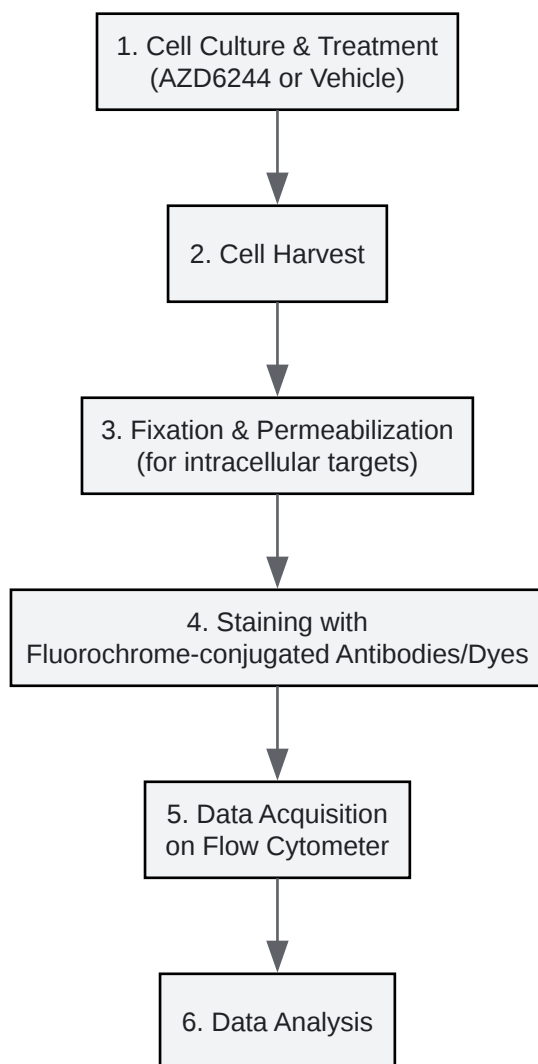 1. Cell Culture & Treatment
(AZD6244 or Vehicle)
2. Cell Harvest
3. Fixation & Permeabilization
(for intracellular targets)
4. Staining with
Fluorochrome-conjugated Antibodies/Dyes
5. Data Acquisition
on Flow Cytometer
6. Data Analysis